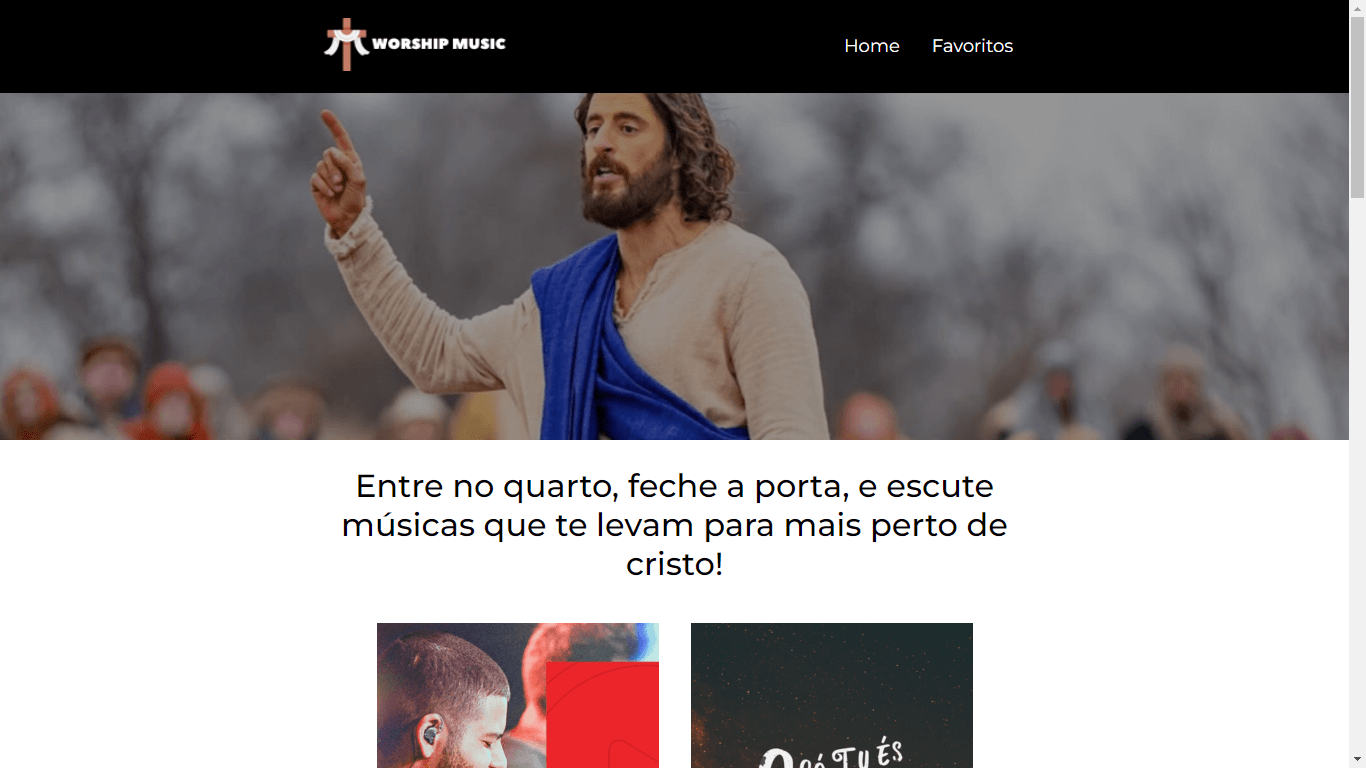 WORSHIP MUSIC
Home
Favoritos
Entre no quarto, feche a porta, e escute
músicas que te levam para mais perto de
cristo!
Só Tu És